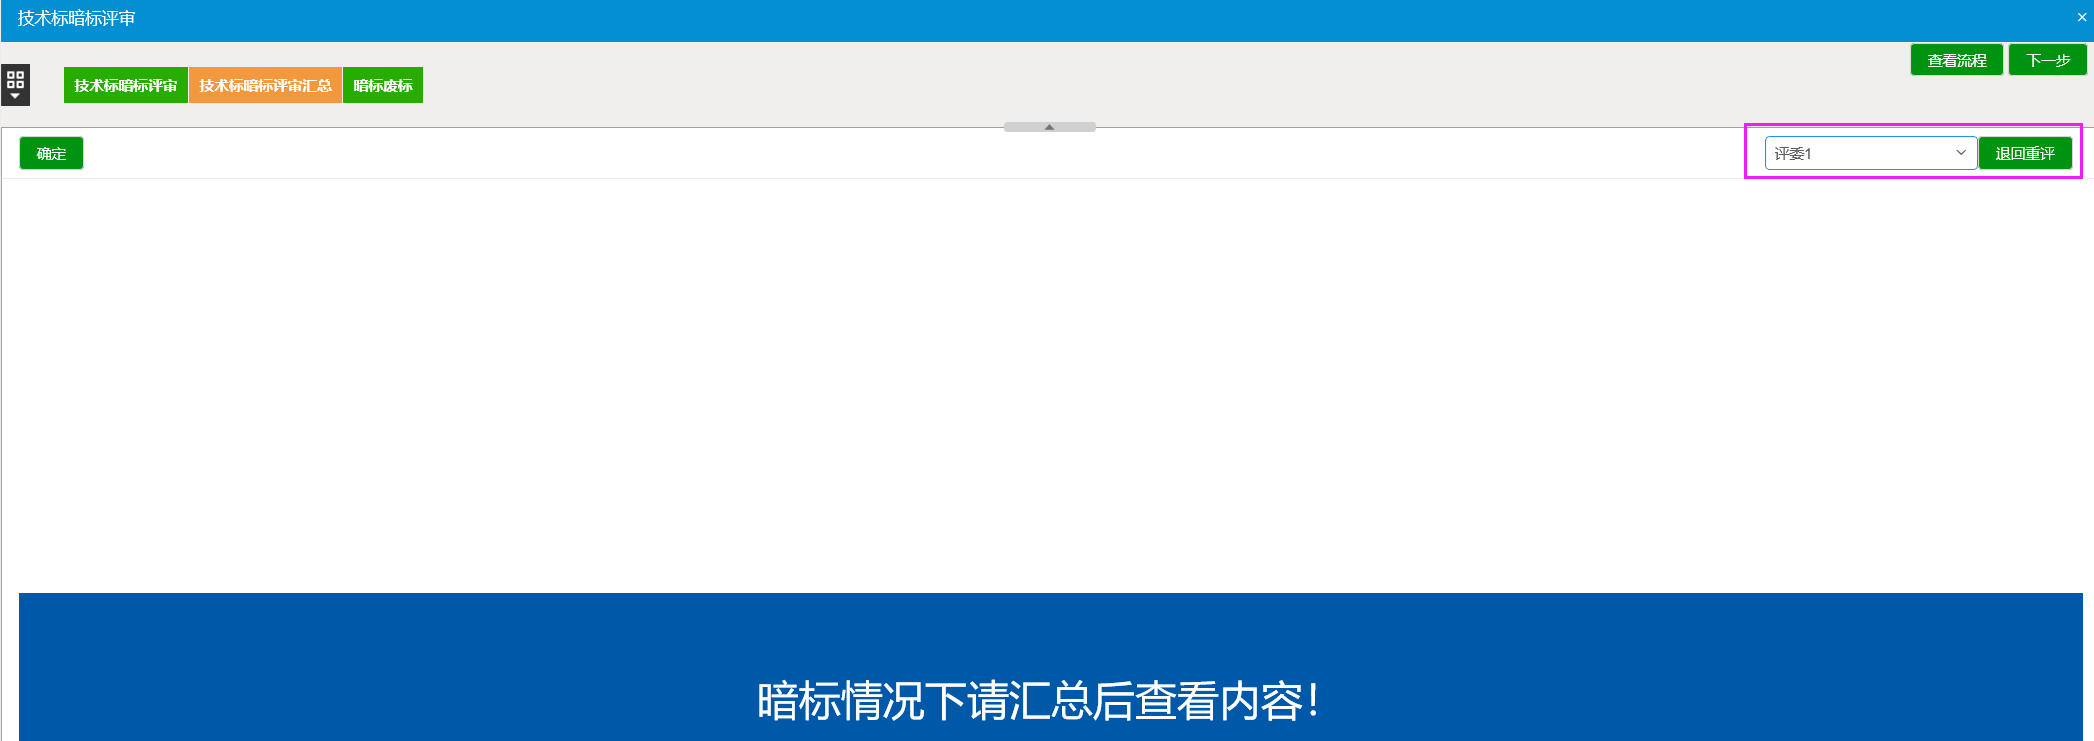 技术标暗标评审
查看流程 下一步
技术标暗标评审 技术标暗标评审汇总 暗标废标
确定 评委1 退回重评
暗标情况下请汇总后查看内容！